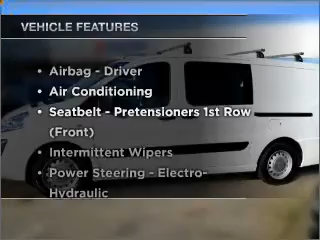 VEHICLE FEATURES
• Airbag - Driver
• Air Conditioning
• Seatbelt - Pretensioners 1st Row
(Front)
• Intermittent Wipers
• Power Steering - Electro-
Hydraulic